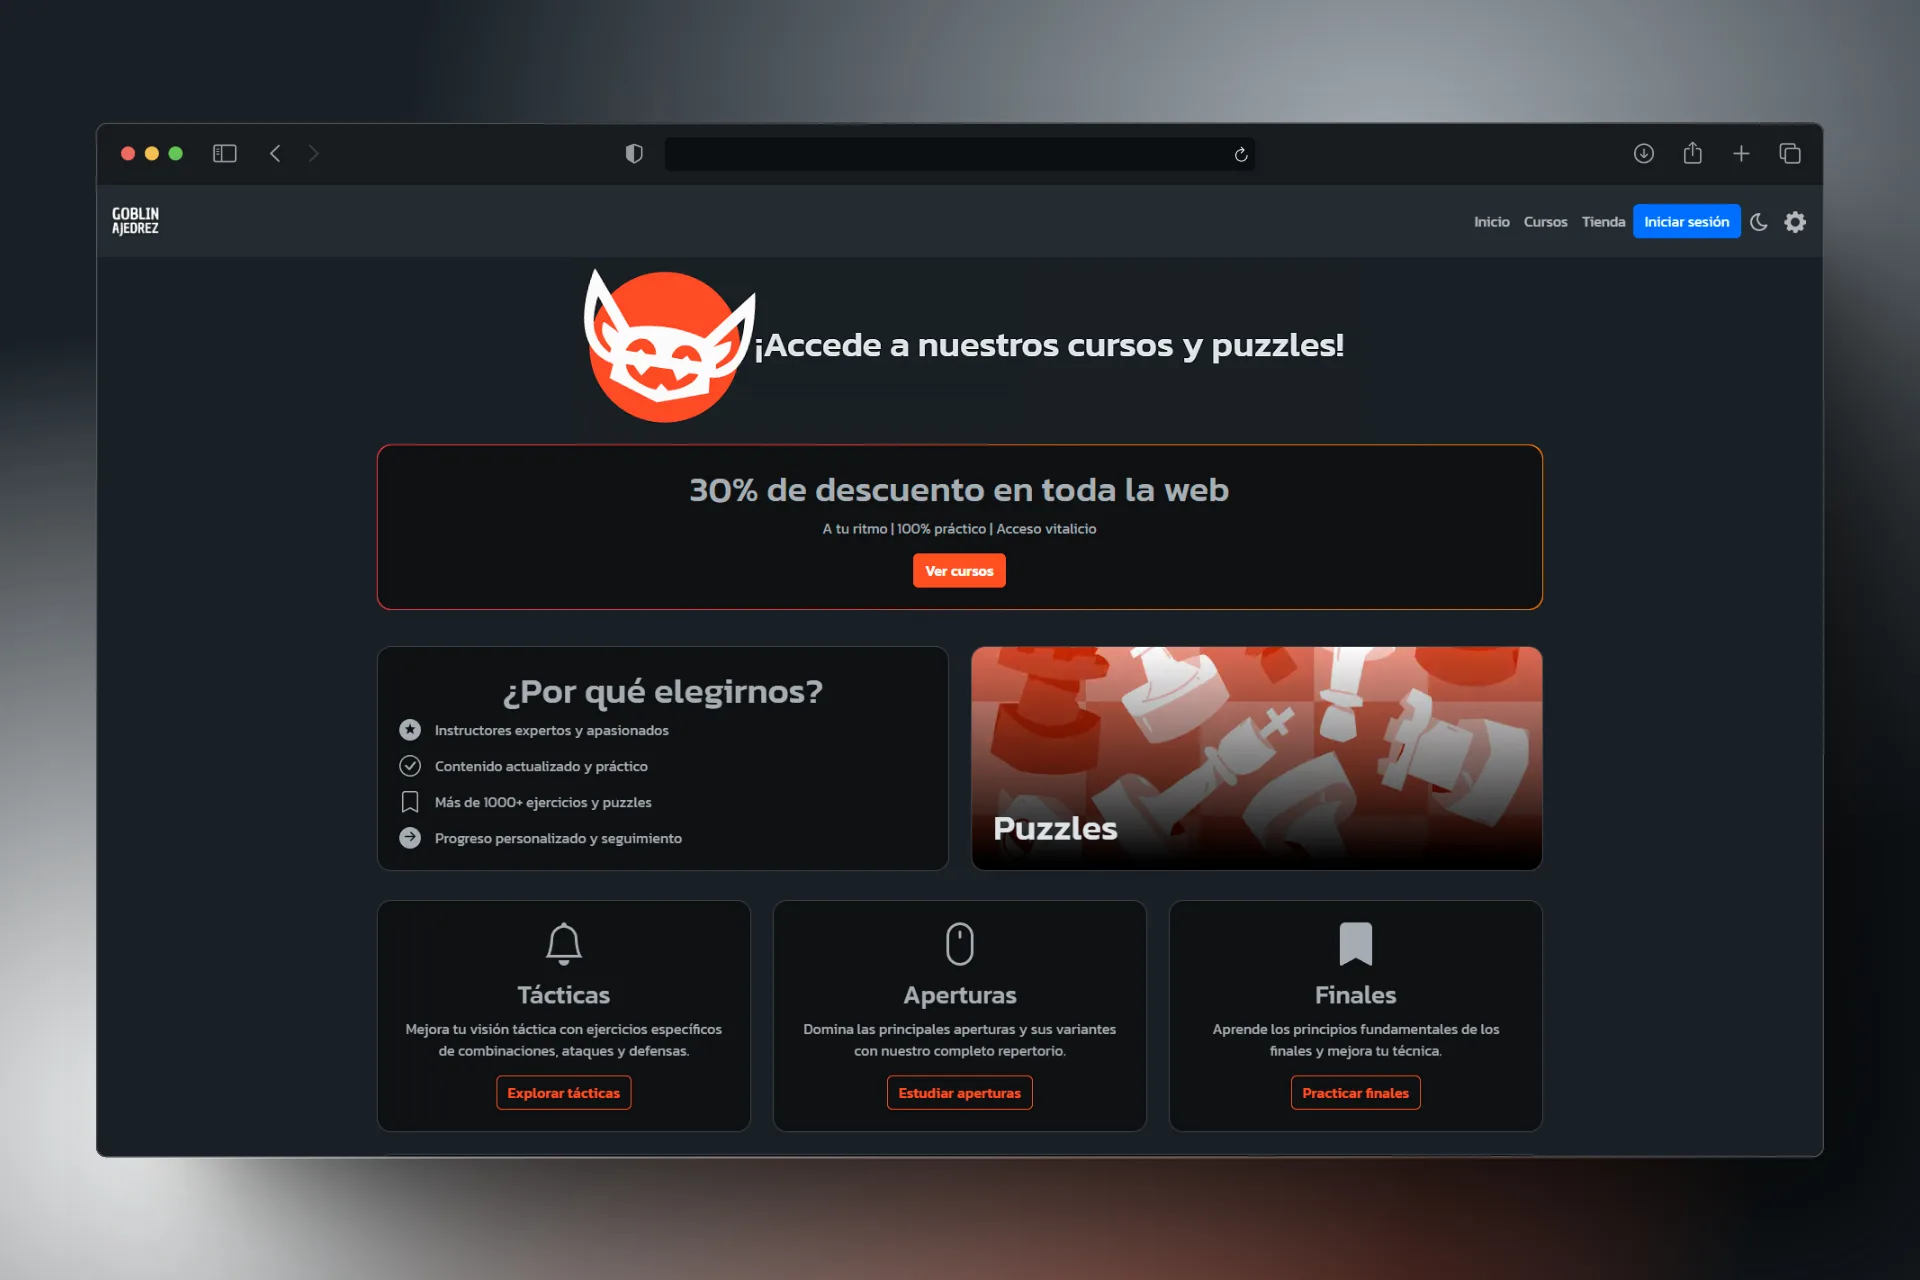 GOBLIN
AJEDREZ
Inicio
Cursos
Tienda
Iniciar sesión
¡Accede a nuestros cursos y puzzles!
30% de descuento en toda la web
A tu ritmo | 100% práctico | Acceso vitalicio
Ver cursos
¿Por qué elegirnos?
Instructores expertos y apasionados
Contenido actualizado y práctico
Más de 1000+ ejercicios y puzzles
Progreso personalizado y seguimiento
Puzzles
Tácticas
Mejora tu visión táctica con ejercicios específicos
de combinaciones, ataques y defensas.
Explorar tácticas
Aperturas
Domina las principales aperturas y sus variantes
con nuestro completo repertorio.
Estudiar aperturas
Finales
Aprende los principios fundamentales de los
finales y mejora tu técnica.
Practicar finales